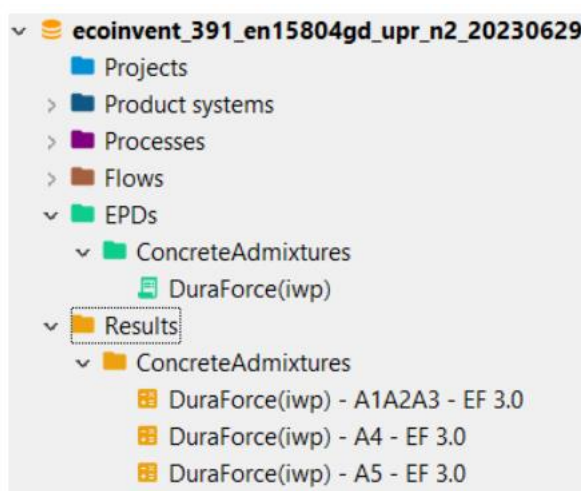 ecoinvent_391_en15804gd_upr_n2_20230629
Projects
Product systems
Processes
Flows
EPDs
ConcreteAdmixtures
DuraForce(iwp)
Results
ConcreteAdmixtures
DuraForce(iwp) - A1A2A3 - EF 3.0
DuraForce(iwp) - A4 - EF 3.0
DuraForce(iwp) - A5 - EF 3.0